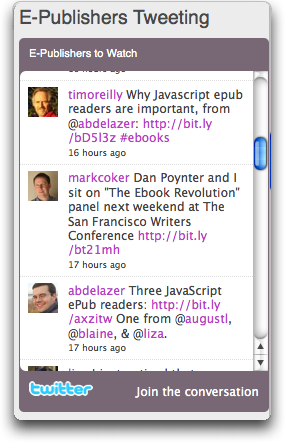 E-Publishers Tweeting
E-Publishers to Watch
timoreilly Why Javascript epub
readers are important, from
@abdelazer: http://bit.ly
/bD5l3z #ebooks
16 hours ago
markcoker Dan Poynter and I
sit on "The Ebook Revolution"
panel next weekend at The
San Francisco Writers
Conference http://bit.ly
/bt21mh
17 hours ago
abdelazer Three JavaScript
ePub readers: http://bit.ly
/axzitw One from @augustl,
@blaine, & @liza.
17 hours ago
twitter
Join the conversation